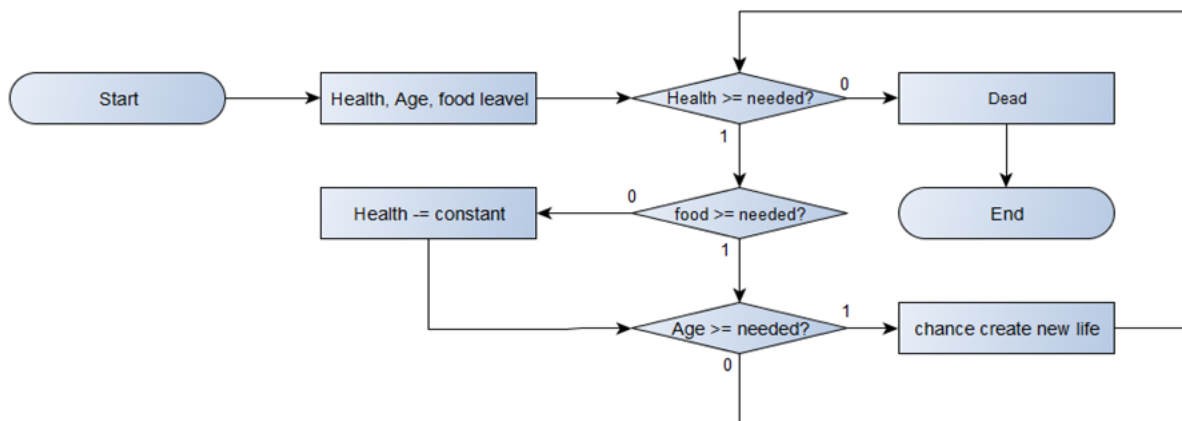 Start
Health, Age, food leavel
Health >= needed?
0
Dead
1
Health -= constant
0
food >= needed?
End
1
Age >= needed?
1
chance create new life
0